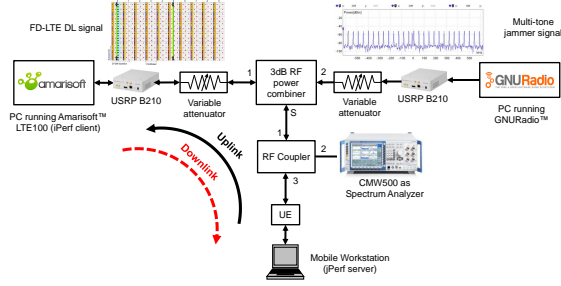 FD-LTE DL signal
Multi-tone
jammer signal
amarisoft
USRP B210
Variable
attenuator
1
3dB RF
power
combiner
2
Variable
attenuator
USRP B210
GNURadio
PC running Amarisoft™
LTE100 (iPerf client)
PC running
GNURadio™
S
Uplink
Downlink
1
RF Coupler
2
CMW500 as
Spectrum Analyzer
3
UE
Mobile Workstation
(jPerf server)